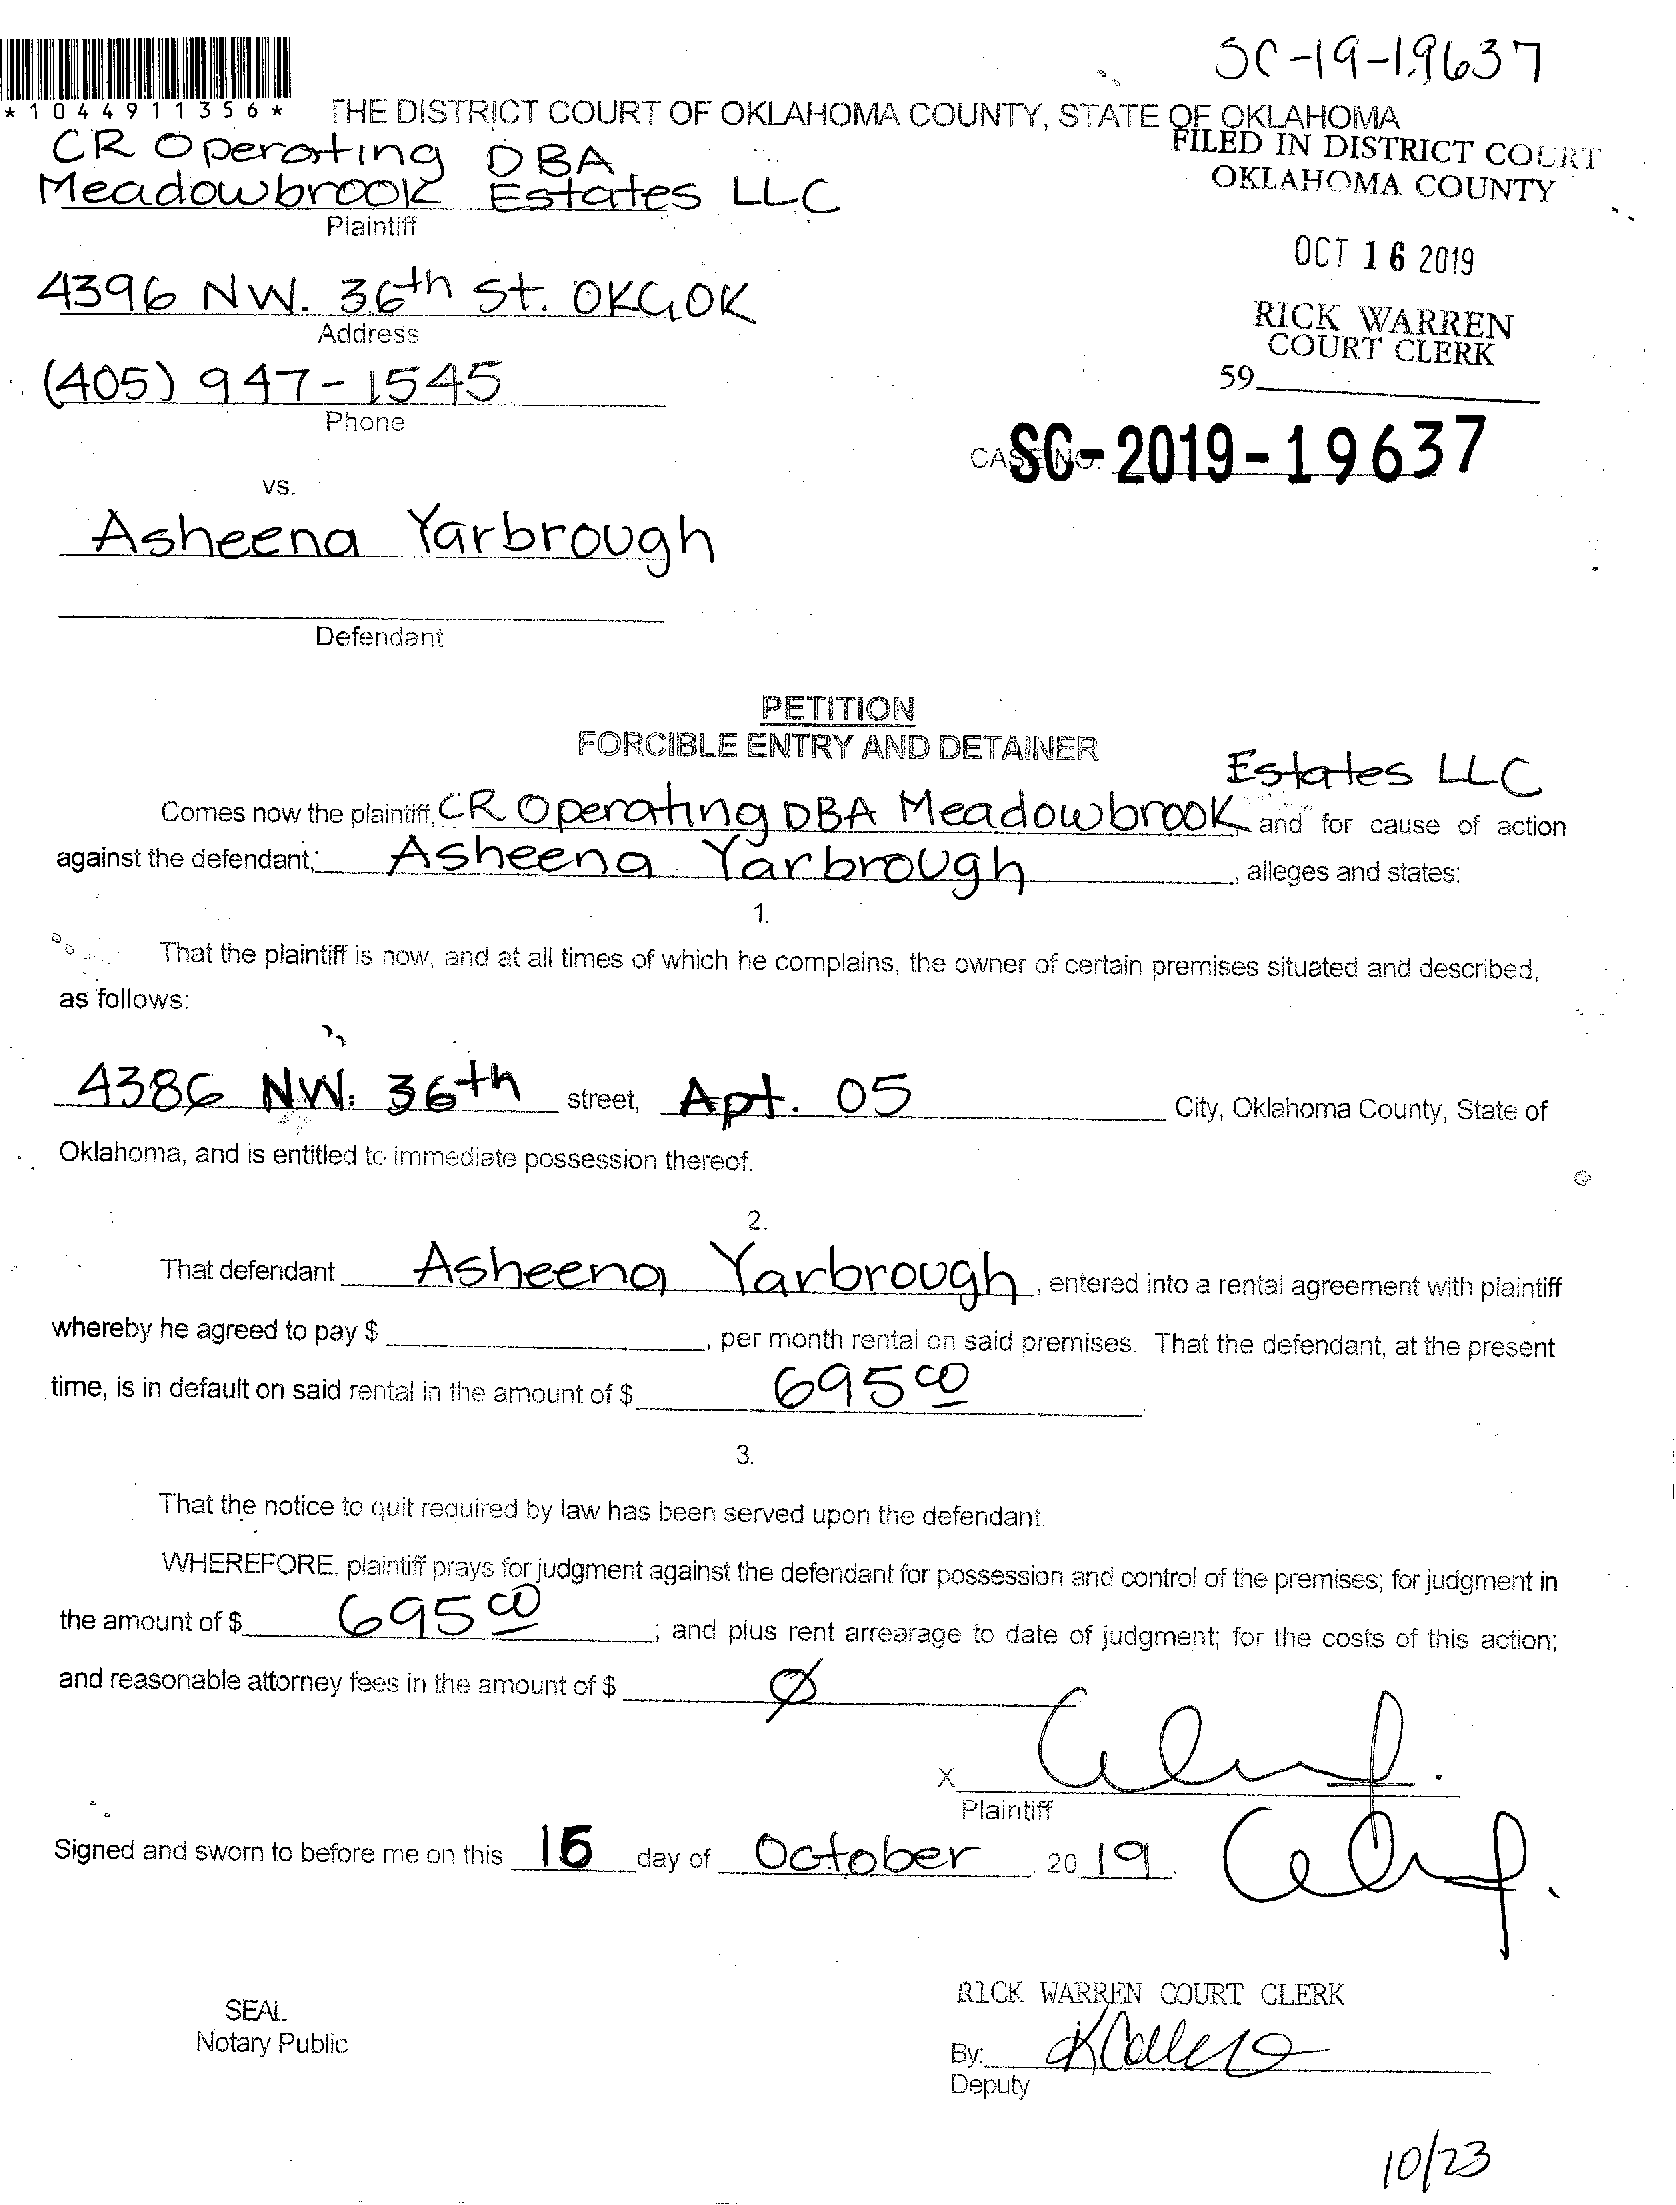 SC-19-19637
*1044911356*
THE DISTRICT COURT OF OKLAHOMA COUNTY, STATE OF OKLAHOMA
FILED IN DISTRICT COURT
OKLAHOMA COUNTY
CR Operating DBA
Meadowbrook Estates LLC
Plaintiff
OCT 16 2019
4396 NW. 36th St. OKC, OK
Address
RICK WARREN
COURT CLERK
59
(405) 947-1545
Phone
CASE NO. SC-2019-19637
vs.
Asheena Yarbrough
Defendant
PETITION
FORCIBLE ENTRY AND DETAINER
Estates LLC
Comes now the plaintiff, CR Operating DBA Meadowbrook and for cause of action
against the defendant; Asheena Yarbrough, alleges and states:
1.
That the plaintiff is now, and at all times of which he complains, the owner of certain premises situated and described,
as follows:
4386 NW. 36th street, Apt. 05 City, Oklahoma County, State of
Oklahoma, and is entitled to immediate possession thereof.
2.
That defendant Asheena Yarbrough, entered into a rental agreement with plaintiff
whereby he agreed to pay $ , per month rental on said premises. That the defendant, at the present
time, is in default on said rental in the amount of $ 695 00
3.
That the notice to quit required by law has been served upon the defendant.
WHEREFORE, plaintiff prays for judgment against the defendant for possession and control of the premises; for judgment in
the amount of $ 695 00 ; and plus rent arrearage to date of judgment; for the costs of this action;
and reasonable attorney fees in the amount of $ Ø
X
Plaintiff
Signed and sworn to before me on this day of October 2019.
SEAL
Notary Public
RICK WARREN COURT CLERK
By:
Deputy
10/23